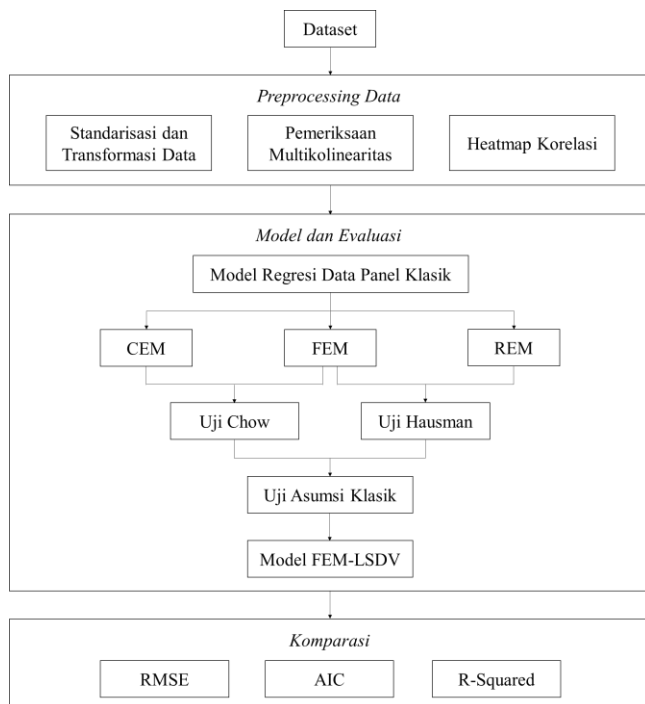 Dataset
Preprocessing Data
Standarisasi dan
Transformasi Data
Pemeriksaan
Multikolinearitas
Heatmap Korelasi
Model dan Evaluasi
Model Regresi Data Panel Klasik
CEM
FEM
REM
Uji Chow
Uji Hausman
Uji Asumsi Klasik
Model FEM-LSDV
Komparasi
RMSE
AIC
R-Squared